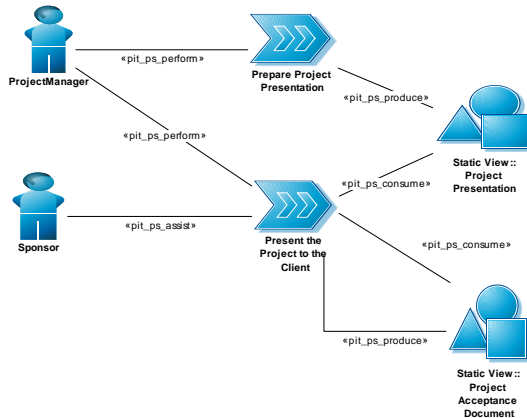 «pit_ps_perform»
ProjectManager
Prepare Project
Presentation
«pit_ps_produce»
«pit_ps_perform»
Static View::
Project
Presentation
«pit_ps_consume»
«pit_ps_assist»
Sponsor
Present the
Project to the
Client
«pit_ps_consume»
«pit_ps_produce»
Static View::
Project
Acceptance
Document